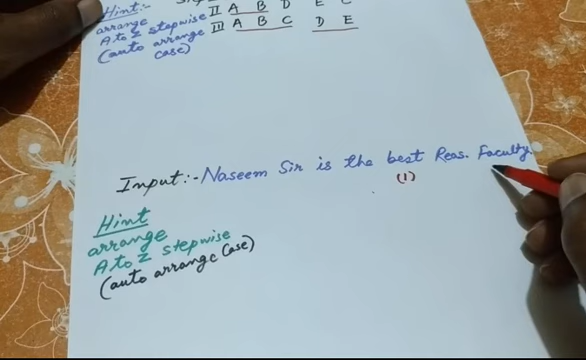 Hint:-
arrange II A B D E C
A to Z stepwise III A B C D E
(auto arrange
case)
Input:- Naseem Sir is the best Reas. Faculty
(1)
Hint
arrange
A to Z stepwise
(auto arrange Case)